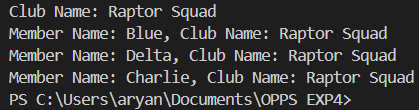 Club Name: Raptor Squad
Member Name: Blue, Club Name: Raptor Squad
Member Name: Delta, Club Name: Raptor Squad
Member Name: Charlie, Club Name: Raptor Squad
PS C:\Users\aryan\Documents\OPPS EXP4>